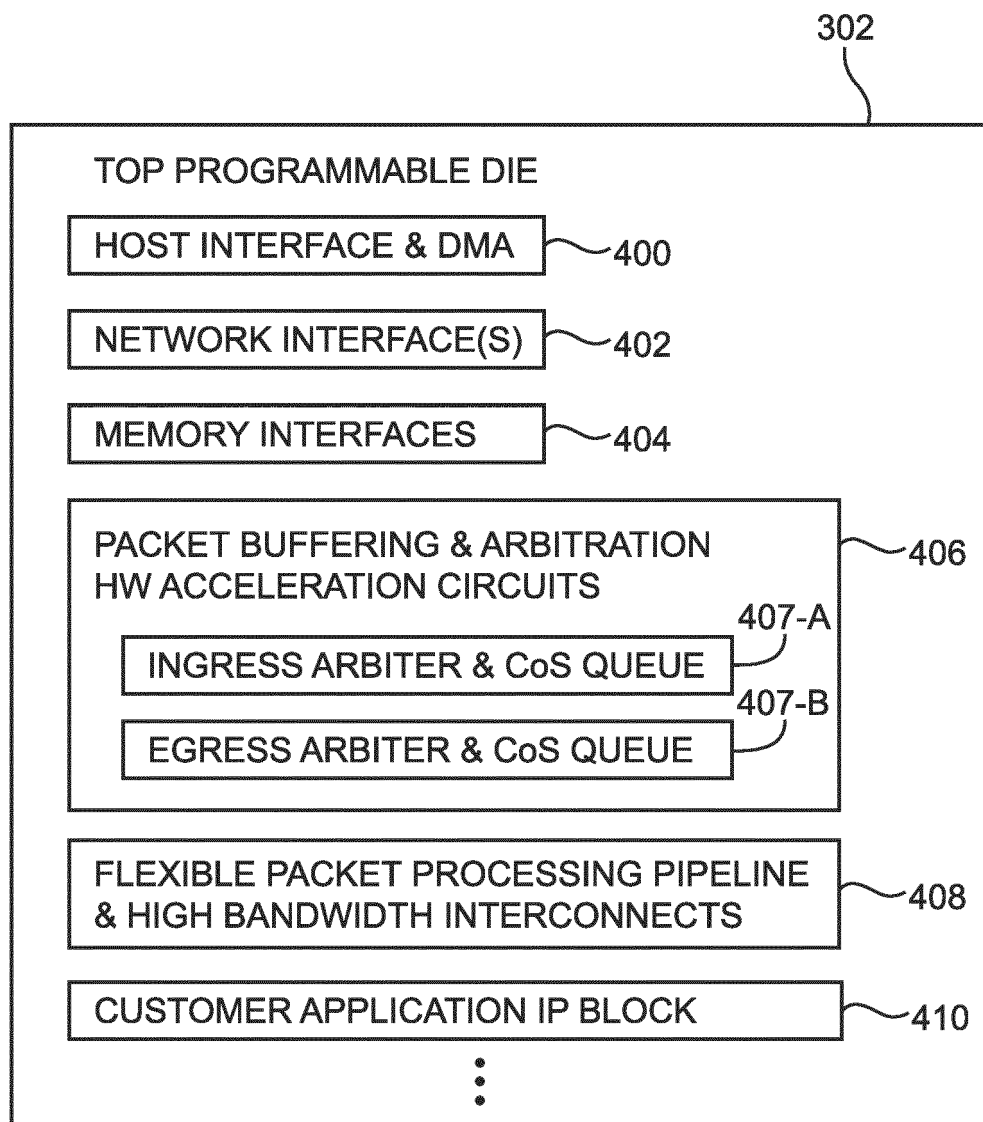 302
TOP PROGRAMMABLE DIE
HOST INTERFACE & DMA
400
NETWORK INTERFACE(S)
402
MEMORY INTERFACES
404
PACKET BUFFERING & ARBITRATION
HW ACCELERATION CIRCUITS
406
407-A
INGRESS ARBITER & CoS QUEUE
407-B
EGRESS ARBITER & CoS QUEUE
FLEXIBLE PACKET PROCESSING PIPELINE
& HIGH BANDWIDTH INTERCONNECTS
408
CUSTOMER APPLICATION IP BLOCK
410